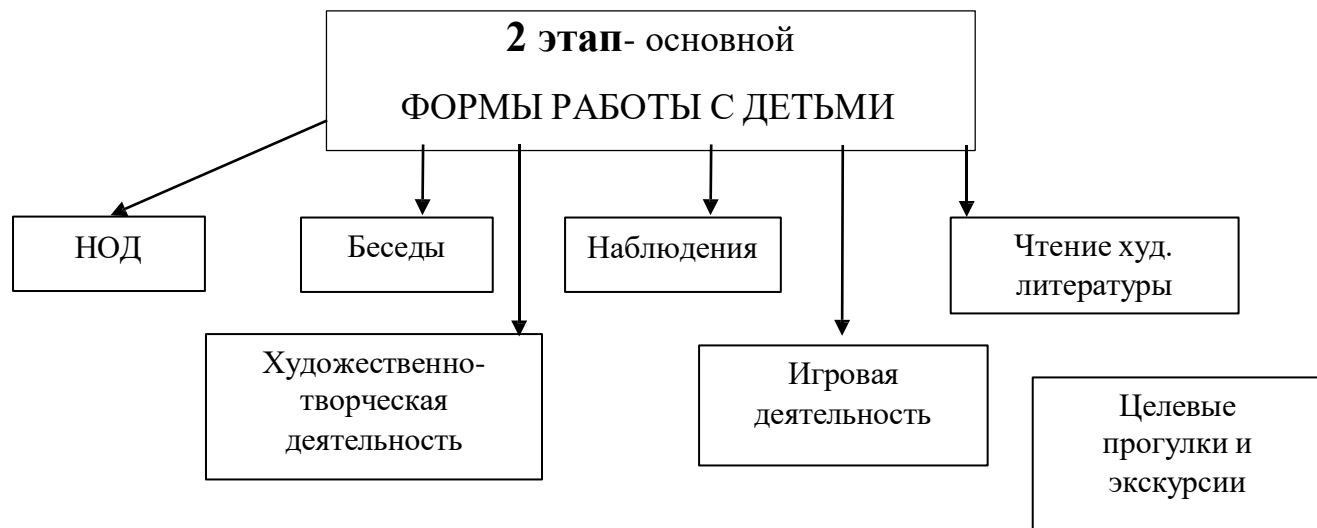 2 этап- основной
ФОРМЫ РАБОТЫ С ДЕТЬМИ
НОД
Беседы
Наблюдения
Чтение худ.
литературы
Художественно-
творческая
деятельность
Игровая
деятельность
Целевые
прогулки и
экскурсии